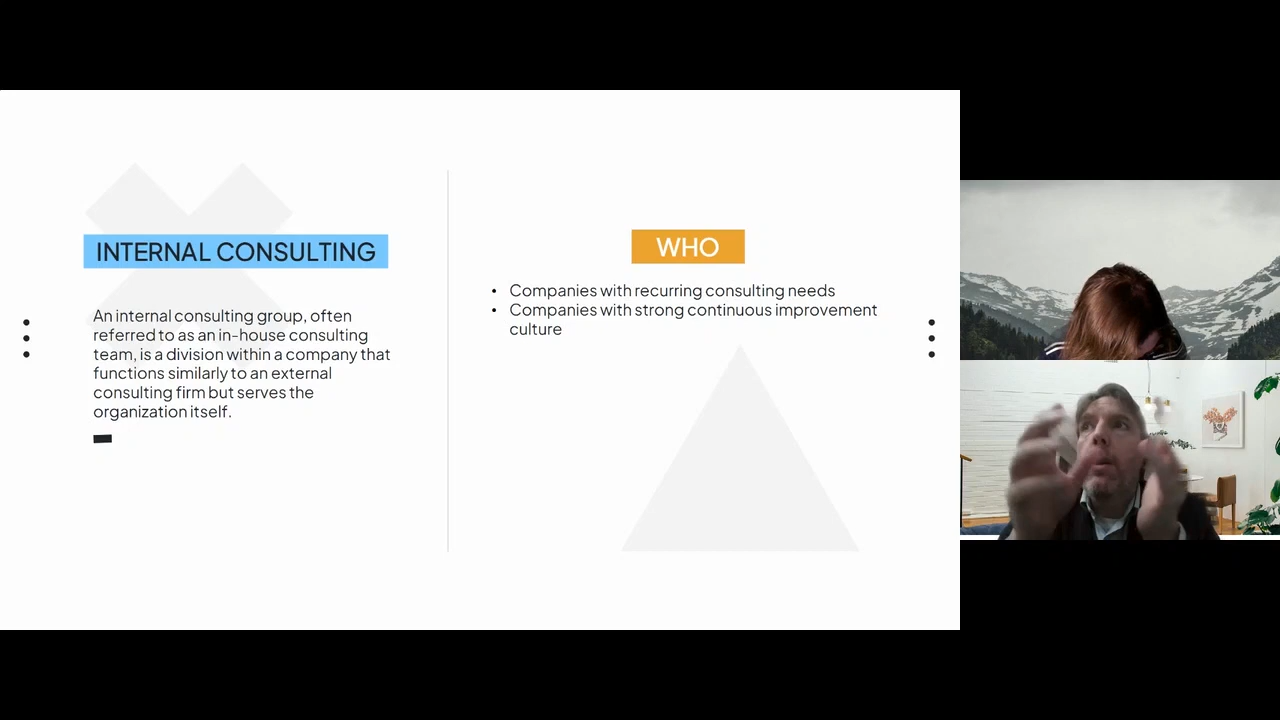 INTERNAL CONSULTING
An internal consulting group, often
referred to as an in-house consulting
team, is a division within a company that
functions similarly to an external
consulting firm but serves the
organization itself.
WHO
• Companies with recurring consulting needs
• Companies with strong continuous improvement
culture